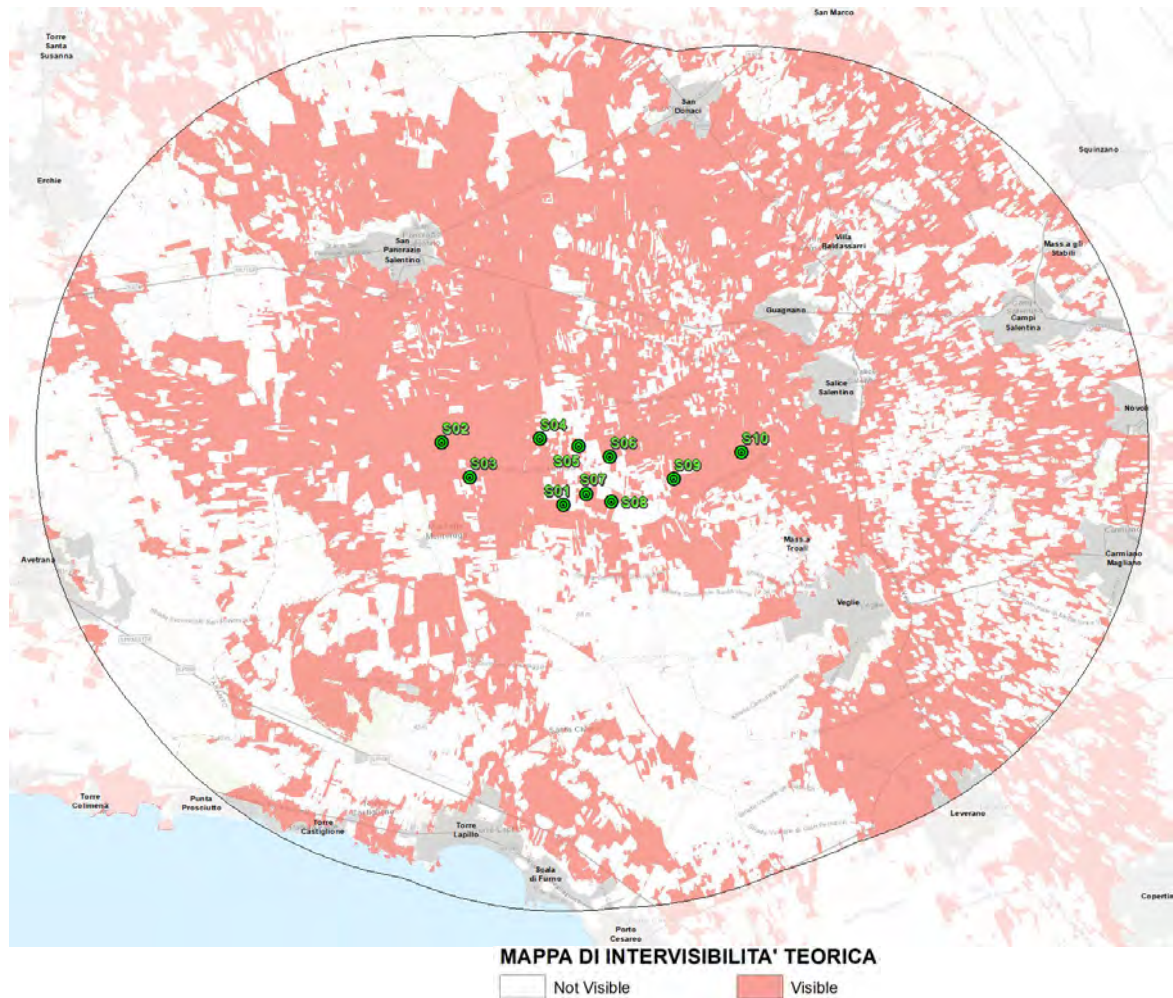 San Marco
Torre
Santa
Susanna
San
Donaci
Squinzano
Erchie
San
Pancrazio
Salentino
Villa
Baldassarri
Mass.a gli
Stabili
Guagnano
Campi
Salentina
Salice
Salentino
Novoli
S02
S04
S05
S06
S10
S03
S09
S07
S01
S08
Mass.a
Troali
Avetrana
Carmiano
Magliano
Veglie
Torre
Colimena
Punta
Prosciutto
Torre
Castiglione
Torre
Lapillo
Scala
di Furno
Leverano
Copertin
Porto
Cesareo
MAPPA DI INTERVISIBILITA' TEORICA
Not Visible
Visible